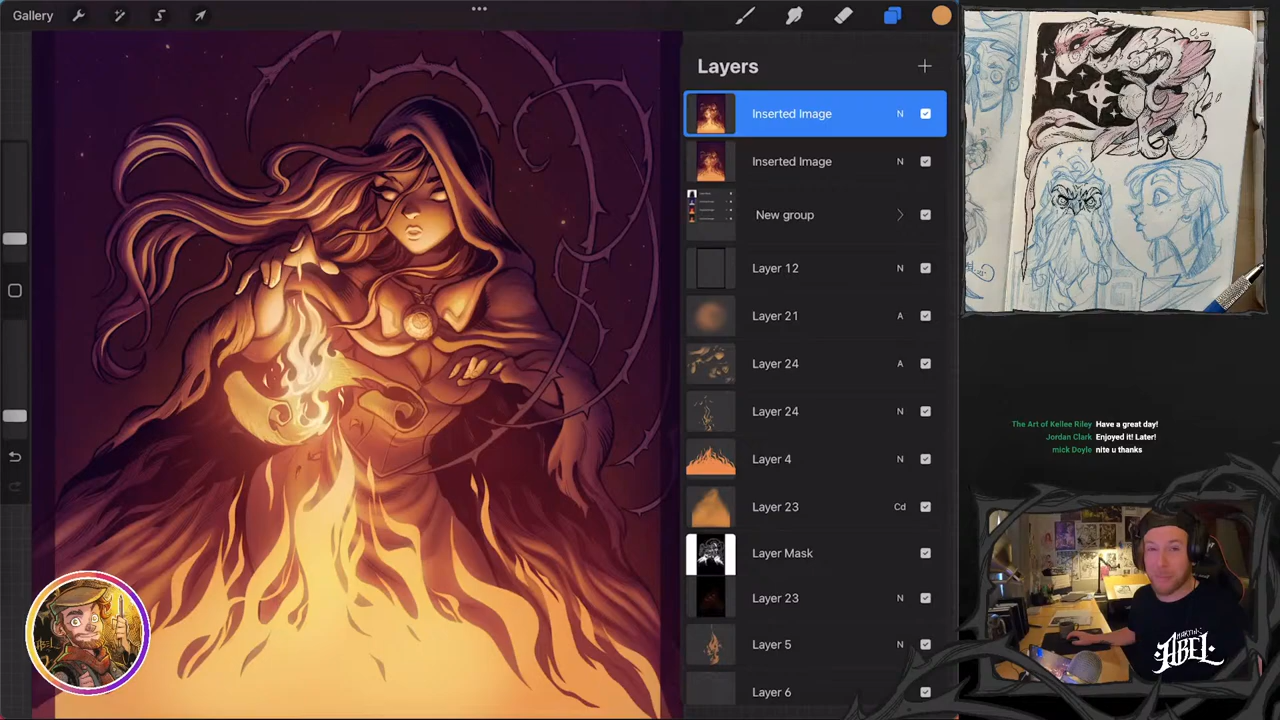 Gallery
Layers
Inserted Image N
Inserted Image N
New group
Layer 12 N
Layer 21 A
Layer 24 A
Layer 24 N
Layer 4 N
Layer 23 Cd
Layer Mask
Layer 23 N
Layer 5 N
Layer 6
The Art of Kellee Riley Have a great day!
Jordan Clark Enjoyed it! Later!
mick Doyle nite u thanks
MARTIN
ABEL